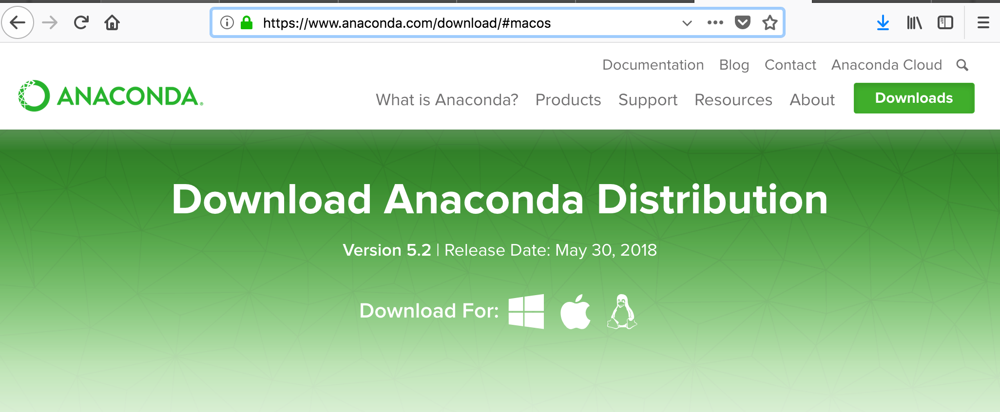 https://www.anaconda.com/download/#macos
Documentation Blog Contact Anaconda Cloud
ANACONDA®
What is Anaconda? Products Support Resources About Downloads
Download Anaconda Distribution
Version 5.2 | Release Date: May 30, 2018
Download For: